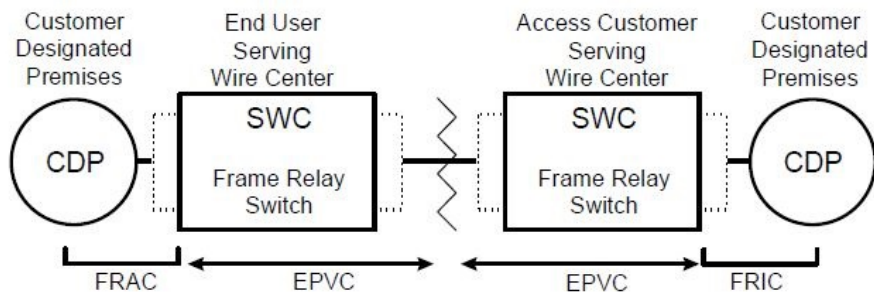 Customer
Designated
Premises
End User
Serving
Wire Center
Access Customer
Serving
Wire Center
Customer
Designated
Premises
CDP
SWC
Frame Relay
Switch
SWC
Frame Relay
Switch
CDP
FRAC
EPVC
EPVC
FRIC